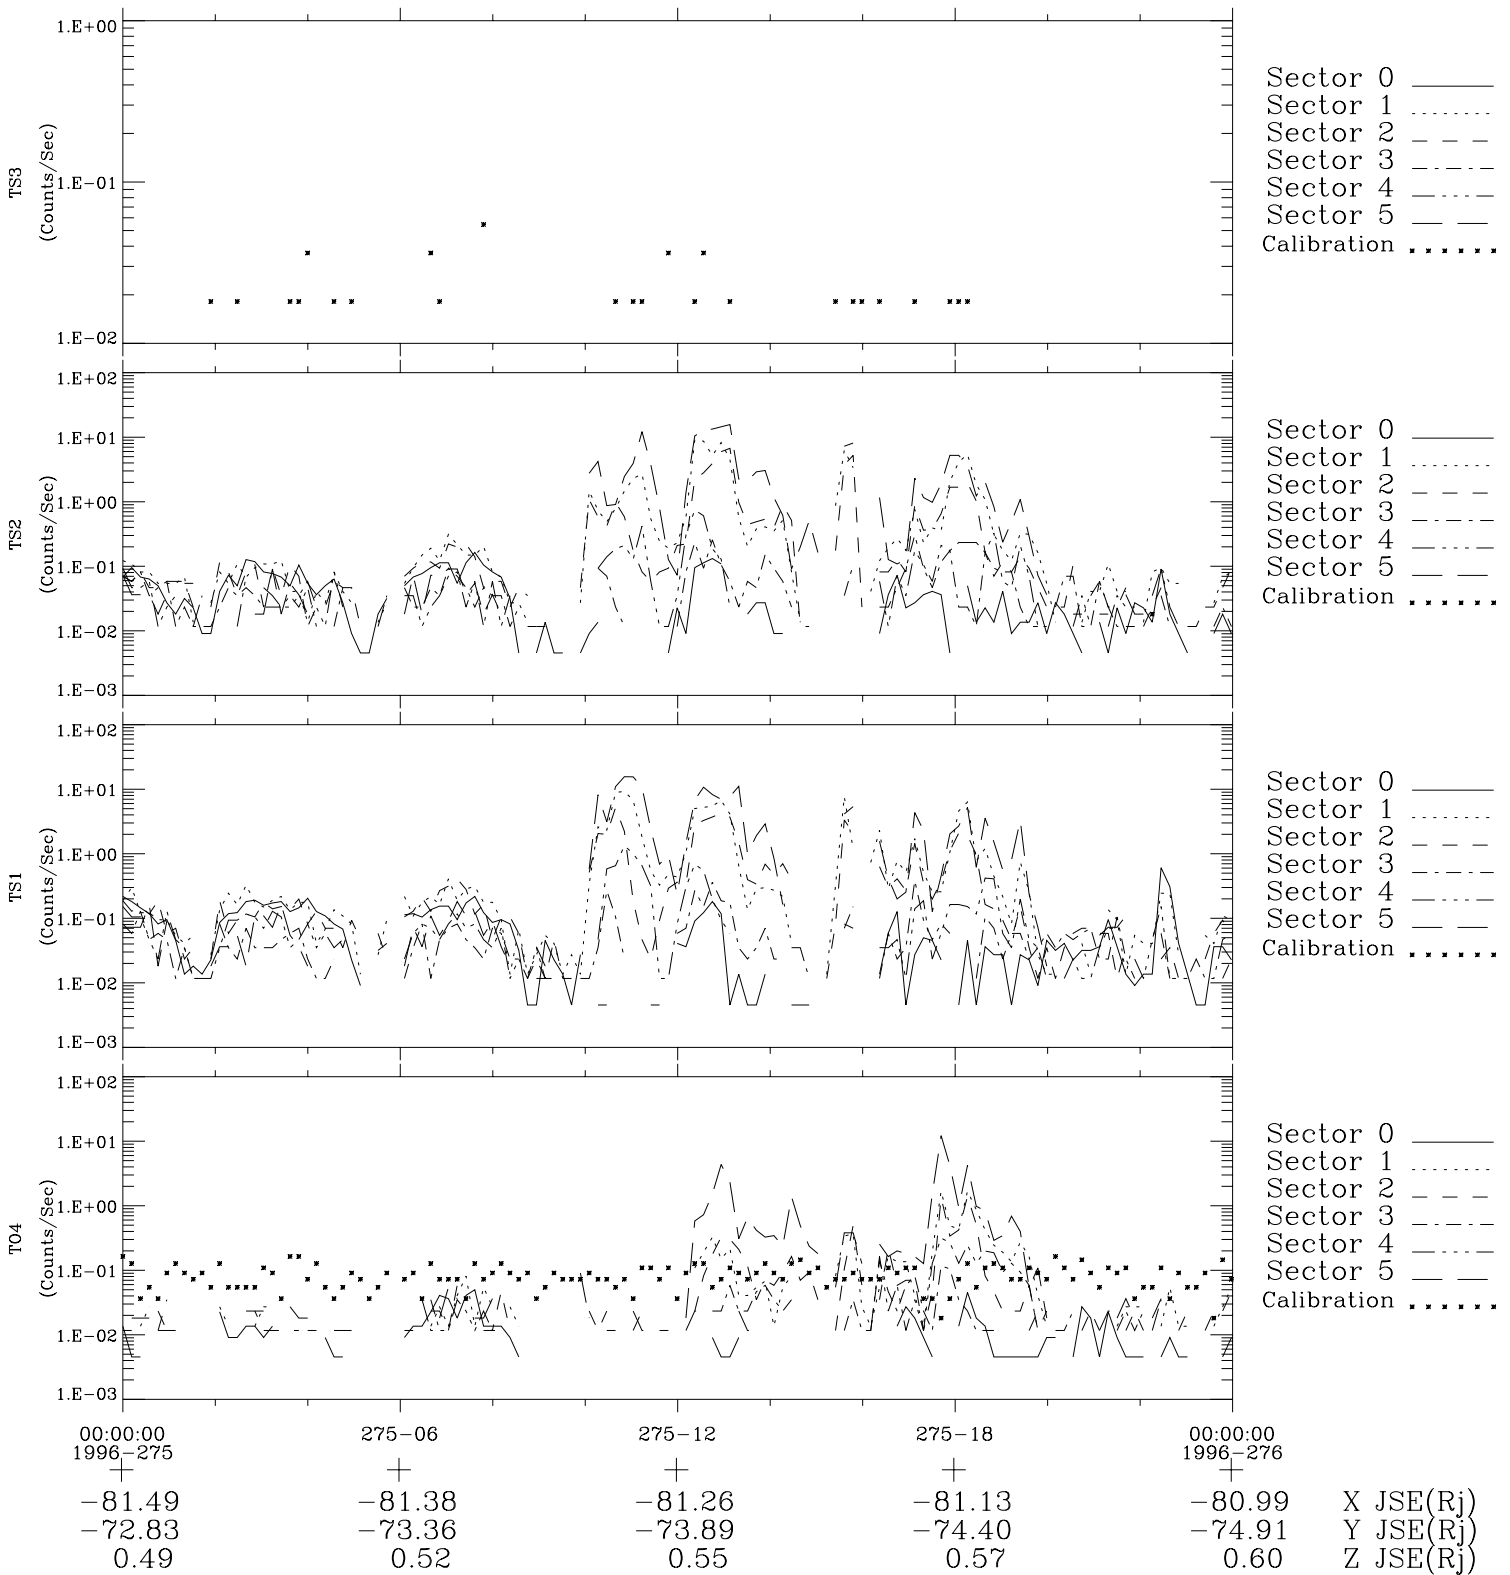 1.E+00
1.E-01
1.E-02
TS3
(Counts/Sec)
Sector 0
Sector 1
Sector 2
Sector 3
Sector 4
Sector 5
Calibration
1.E+02
1.E+01
1.E+00
1.E-01
1.E-02
1.E-03
TS2
(Counts/Sec)
Sector 0
Sector 1
Sector 2
Sector 3
Sector 4
Sector 5
Calibration
1.E+02
1.E+01
1.E+00
1.E-01
1.E-02
1.E-03
TS1
(Counts/Sec)
Sector 0
Sector 1
Sector 2
Sector 3
Sector 4
Sector 5
Calibration
1.E+02
1.E+01
1.E+00
1.E-01
1.E-02
1.E-03
TO4
(Counts/Sec)
Sector 0
Sector 1
Sector 2
Sector 3
Sector 4
Sector 5
Calibration
00:00:00 275-06 275-12 275-18 00:00:00
1996-275 1996-276
-81.49 -81.38 -81.26 -81.13 -80.99 X JSE(Rj)
-72.83 -73.36 -73.89 -74.40 -74.91 Y JSE(Rj)
0.49 0.52 0.55 0.57 0.60 Z JSE(Rj)